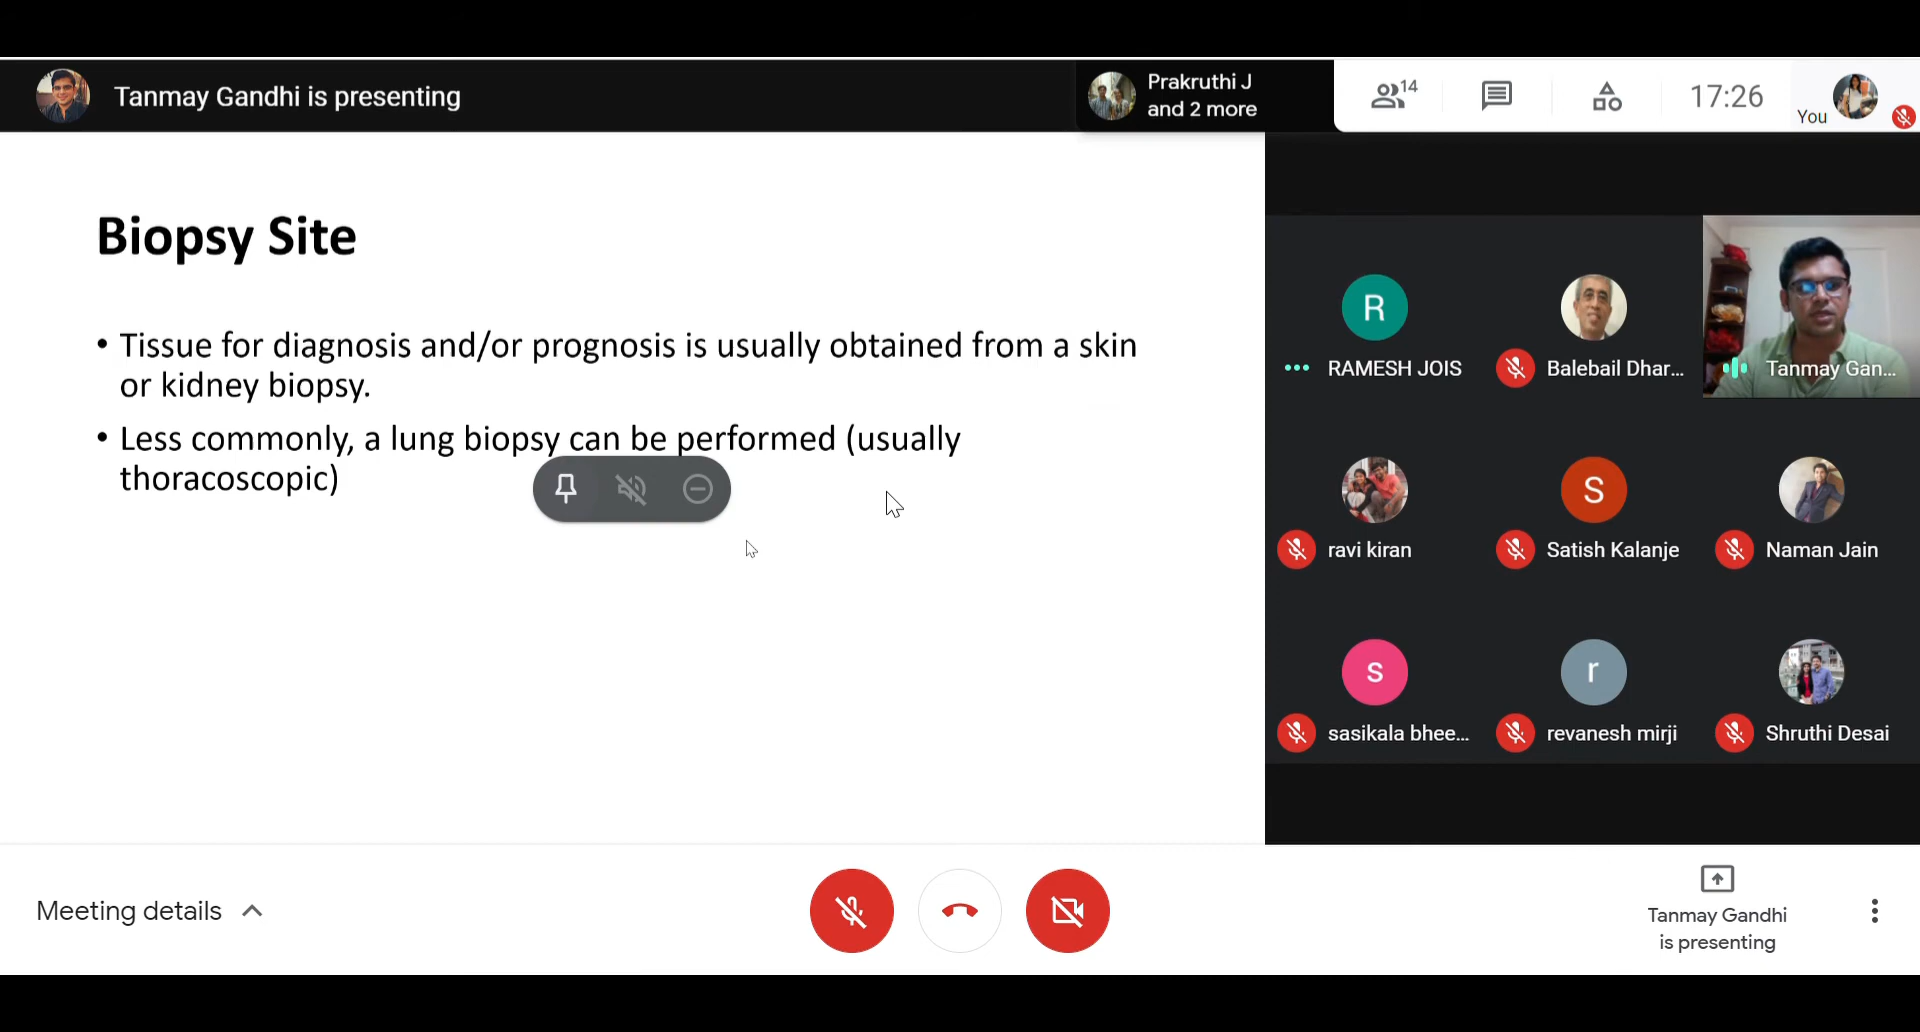 Tanmay Gandhi is presenting
Prakruthi J
and 2 more
14
17:26
You
Biopsy Site
• Tissue for diagnosis and/or prognosis is usually obtained from a skin
or kidney biopsy.
• Less commonly, a lung biopsy can be performed (usually
thoracoscopic)
R
RAMESH JOIS
Balebail Dhar...
Tanmay Gan...
ravi kiran
S
Satish Kalanje
Naman Jain
s
sasikala bhee...
r
revanesh mirji
Shruthi Desai
Meeting details
Tanmay Gandhi
is presenting